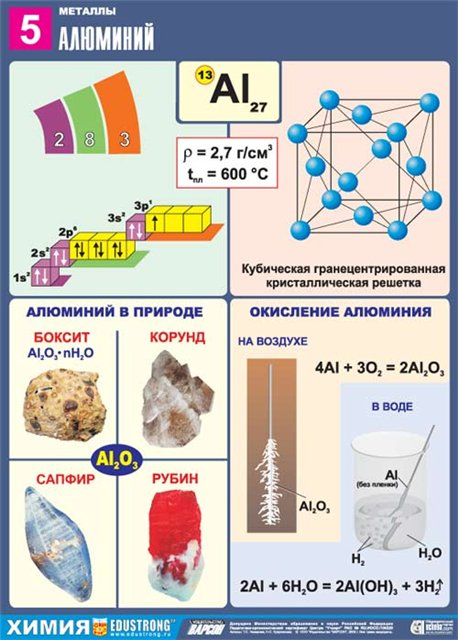 5
МЕТАЛЛЫ
АЛЮМИНИЙ
13
Al
27
2 8 3
ρ = 2,7 г/см³
tпл = 600 °С
3p¹
3s²
2p⁶
2s²
1s²
Кубическая гранецентрированная
кристаллическая решетка
АЛЮМИНИЙ В ПРИРОДЕ
БОКСИТ
Al₂O₃·nH₂O
КОРУНД
Al₂O₃
САПФИР
РУБИН
ОКИСЛЕНИЕ АЛЮМИНИЯ
НА ВОЗДУХЕ
4Al + 3O₂ = 2Al₂O₃
Al₂O₃
В ВОДЕ
Al
(без пленки)
H₂
H₂O
2Al + 6H₂O = 2Al(OH)₃ + 3H₂↑
ХИМИЯ
EDUSTRONG™
ВАРСОН